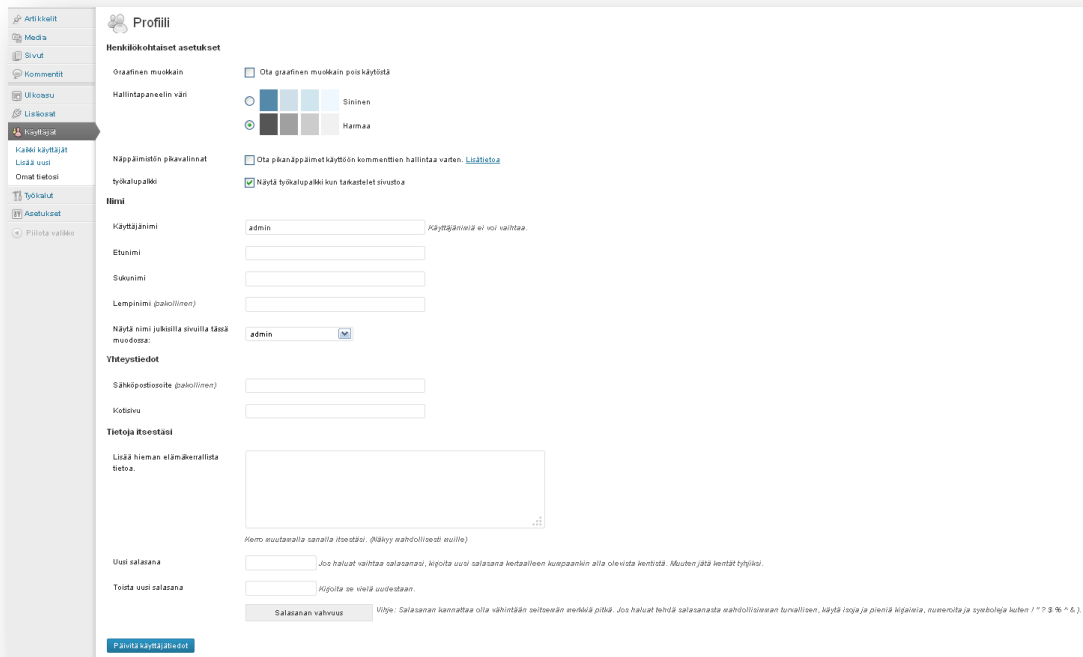 Artikkelit
Media
Sivut
Kommentit
Ulkoasu
Lisäosat
Käyttäjät
Kaikki käyttäjät
Lisää uusi
Omat tietosi
Työkalut
Asetukset
Piilota valikko
Profiili
Henkilökohtaiset asetukset
Graafinen muokkain
Ota graafinen muokkain pois käytöstä
Hallintapaneelin väri
Sininen
Harmaa
Näppäimistön pikavalinnat
Ota pikanäppäimet käyttöön kommenttien hallintaa varten. Lisätietoa
työkalupalkki
Näytä työkalupalkki kun tarkastelet sivustoa
Nimi
Käyttäjänimi
admin
Käyttäjänimiä ei voi vaihtaa.
Etunimi
Sukunimi
Lempinimi (pakollinen)
Näytä nimi julkisilla sivuilla tässä
muodossa:
admin
Yhteystiedot
Sähköpostiosoite (pakollinen)
Kotisivu
Tietoja itsestäsi
Lisää hieman elämäkerrallista
tietoa.
Kerro muutamalla sanalla itsestäsi. (Näkyy mahdollisesti muille)
Uusi salasana
Jos haluat vaihtaa salasanasi, kirjoita uusi salasana kertaalleen kumpaankin alla olevista kentistä. Muuten jätä kentät tyhjiksi.
Toista uusi salasana
Kirjoita se vielä uudestaan.
Salasanan vahvuus
Vihje: Salasanan kannattaa olla vähintään seitsemän merkkiä pitkä. Jos haluat tehdä salasanasta mahdollisimman turvallisen, käytä isoja ja pieniä kirjaimia, numeroita ja symboleja kuten ! " ? $ % ^ & ).
Päivitä käyttäjätiedot